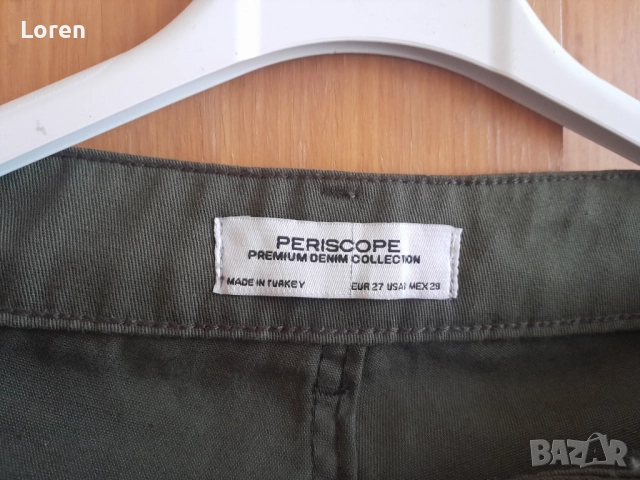 Loren
PERISCOPE
PREMIUM DENIM COLLECTION
MADE IN TURKEY EUR 27 USA MEX 29
BAZAR